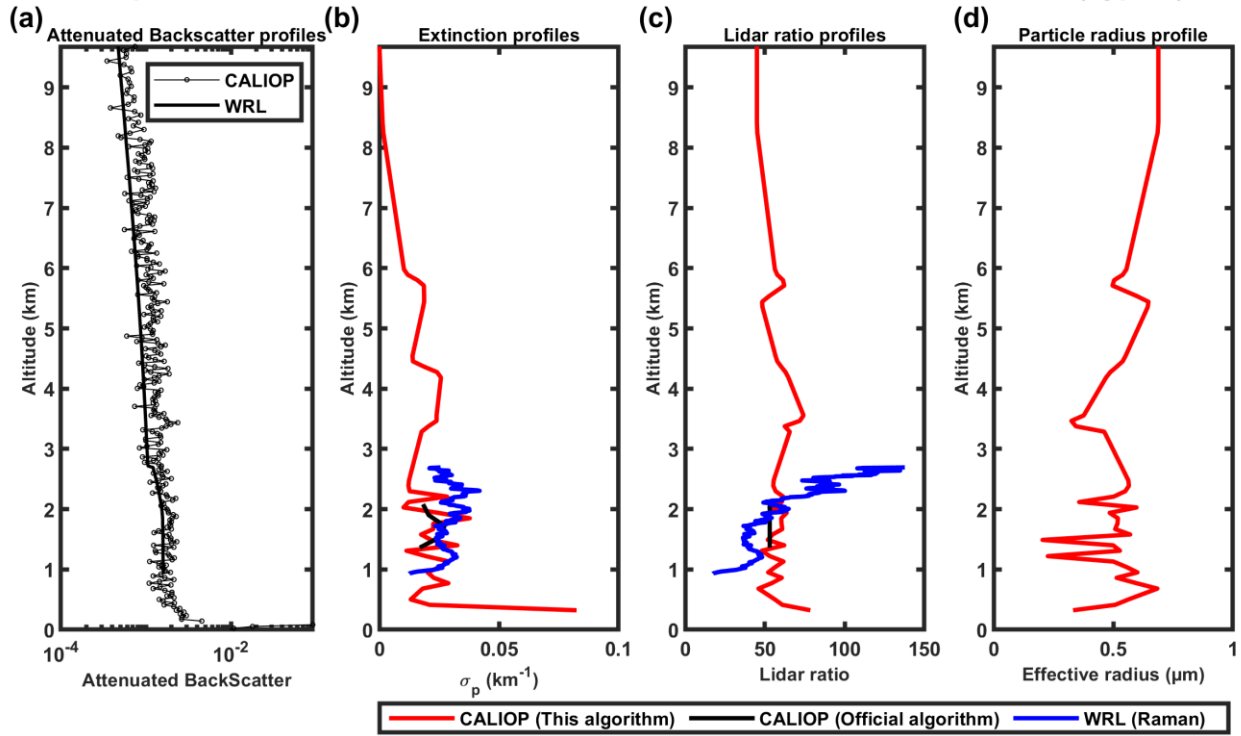 (a)
Attenuated Backscatter profiles
CALIOP
WRL
Altitude (km)
9
8
7
6
5
4
3
2
1
0
10^-4
10^-2
Attenuated BackScatter
(b)
Extinction profiles
Altitude (km)
9
8
7
6
5
4
3
2
1
0
0
0.05
0.1
σp (km^-1)
(c)
Lidar ratio profiles
Altitude (km)
9
8
7
6
5
4
3
2
1
0
0
50
100
150
Lidar ratio
(d)
Particle radius profile
Altitude (km)
9
8
7
6
5
4
3
2
1
0
0
0.5
1
Effective radius (μm)
CALIOP (This algorithm)
CALIOP (Official algorithm)
WRL (Raman)